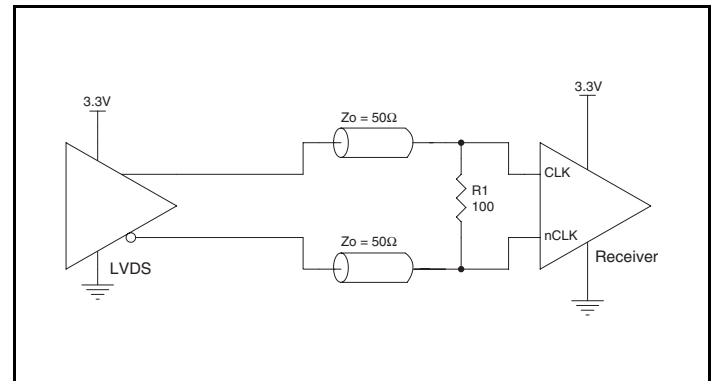 3.3V
3.3V
Zo = 50Ω
CLK
R1
100
nCLK
Zo = 50Ω
Receiver
LVDS